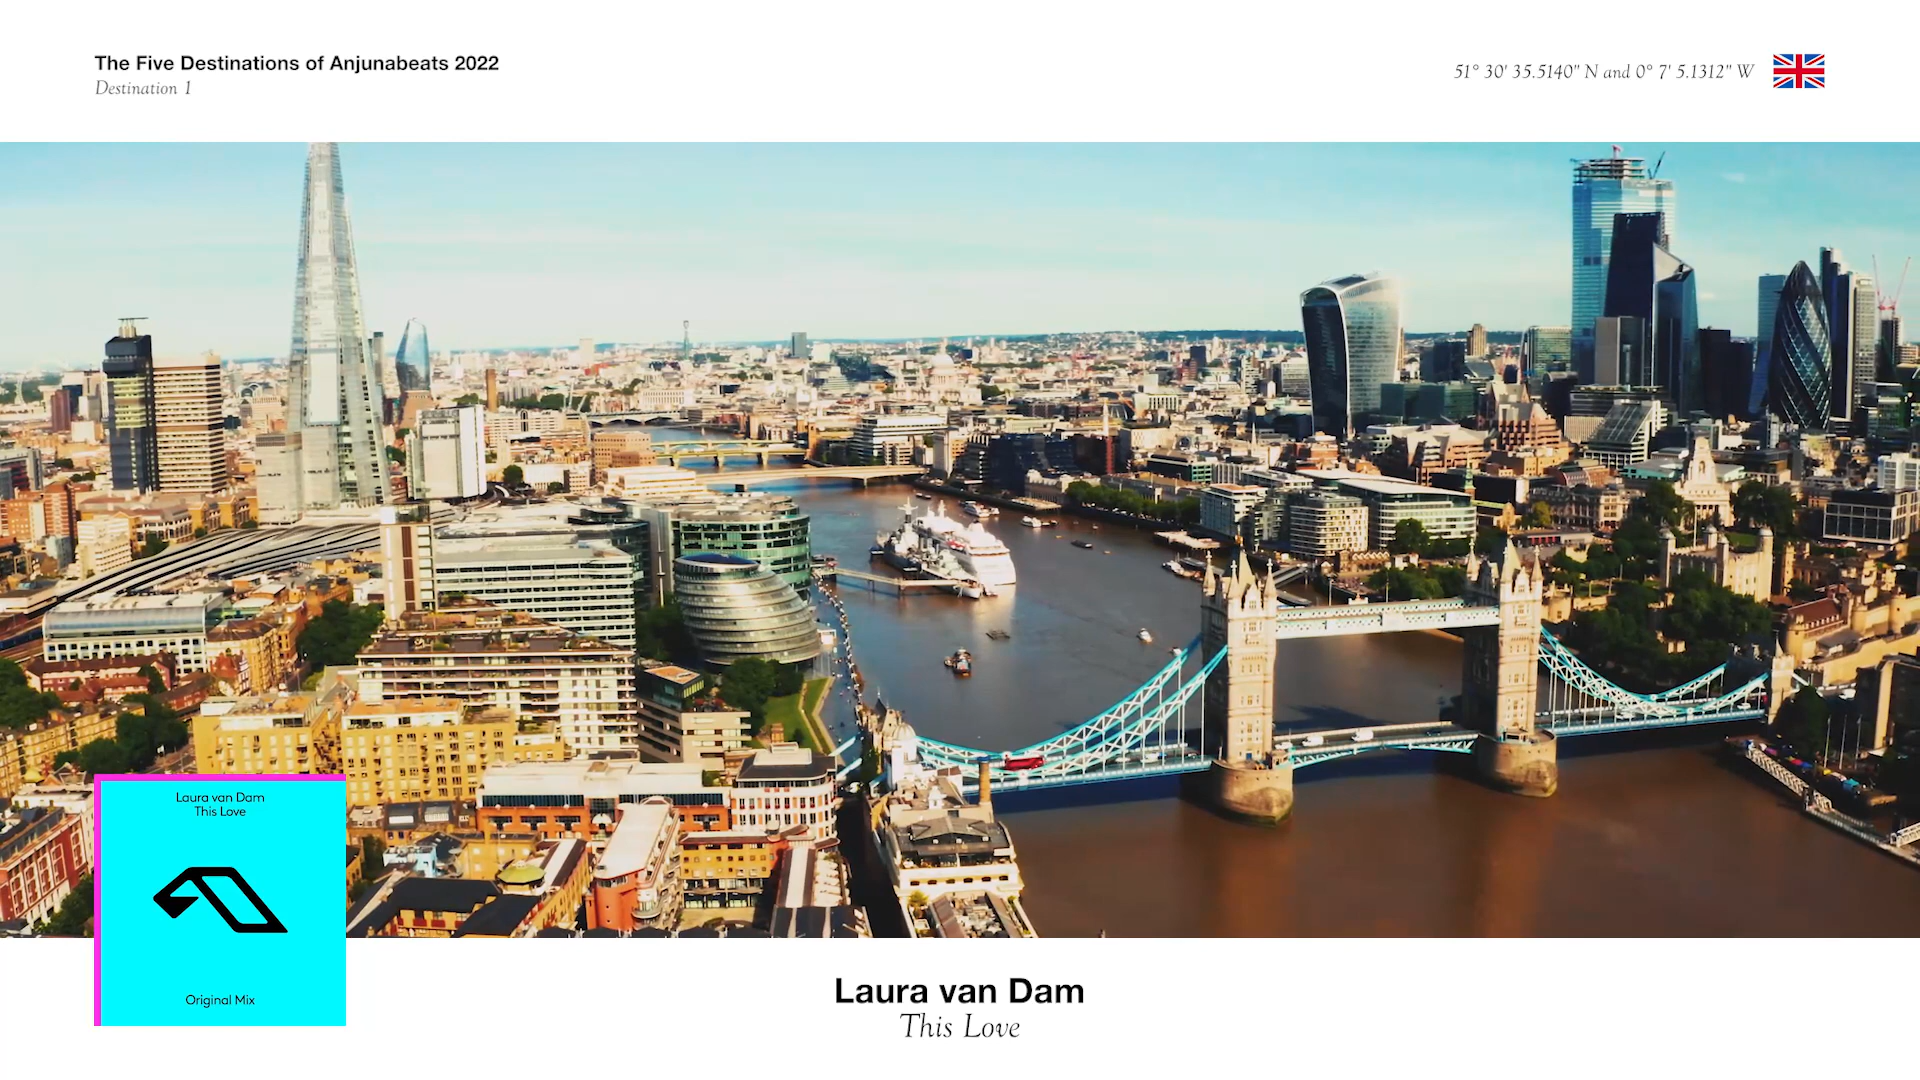 The Five Destinations of Anjunabeats 2022
Destination 1
51° 30' 35.5140" N and 0° 7' 5.1312" W
Laura van Dam
This Love
Original Mix
Laura van Dam
This Love